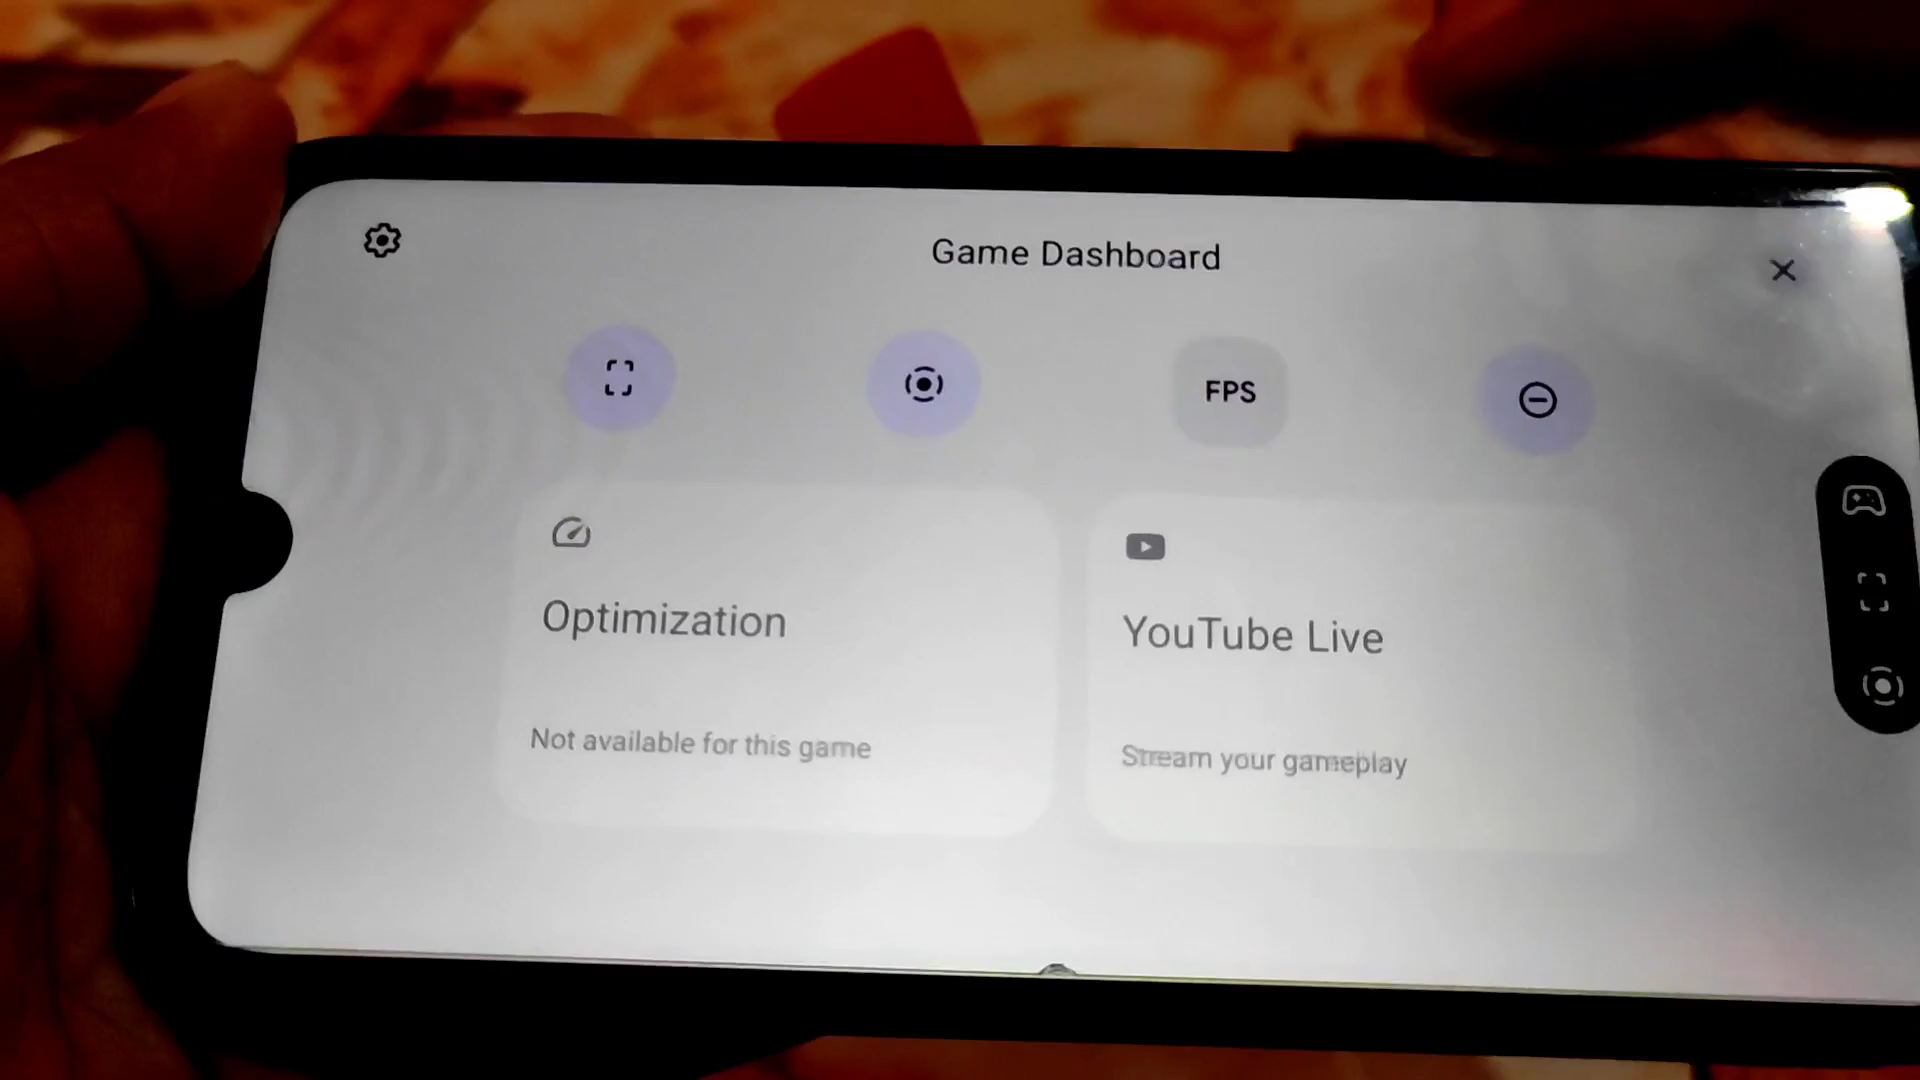 Game Dashboard
FPS
Optimization
Not available for this game
YouTube Live
Stream your gameplay